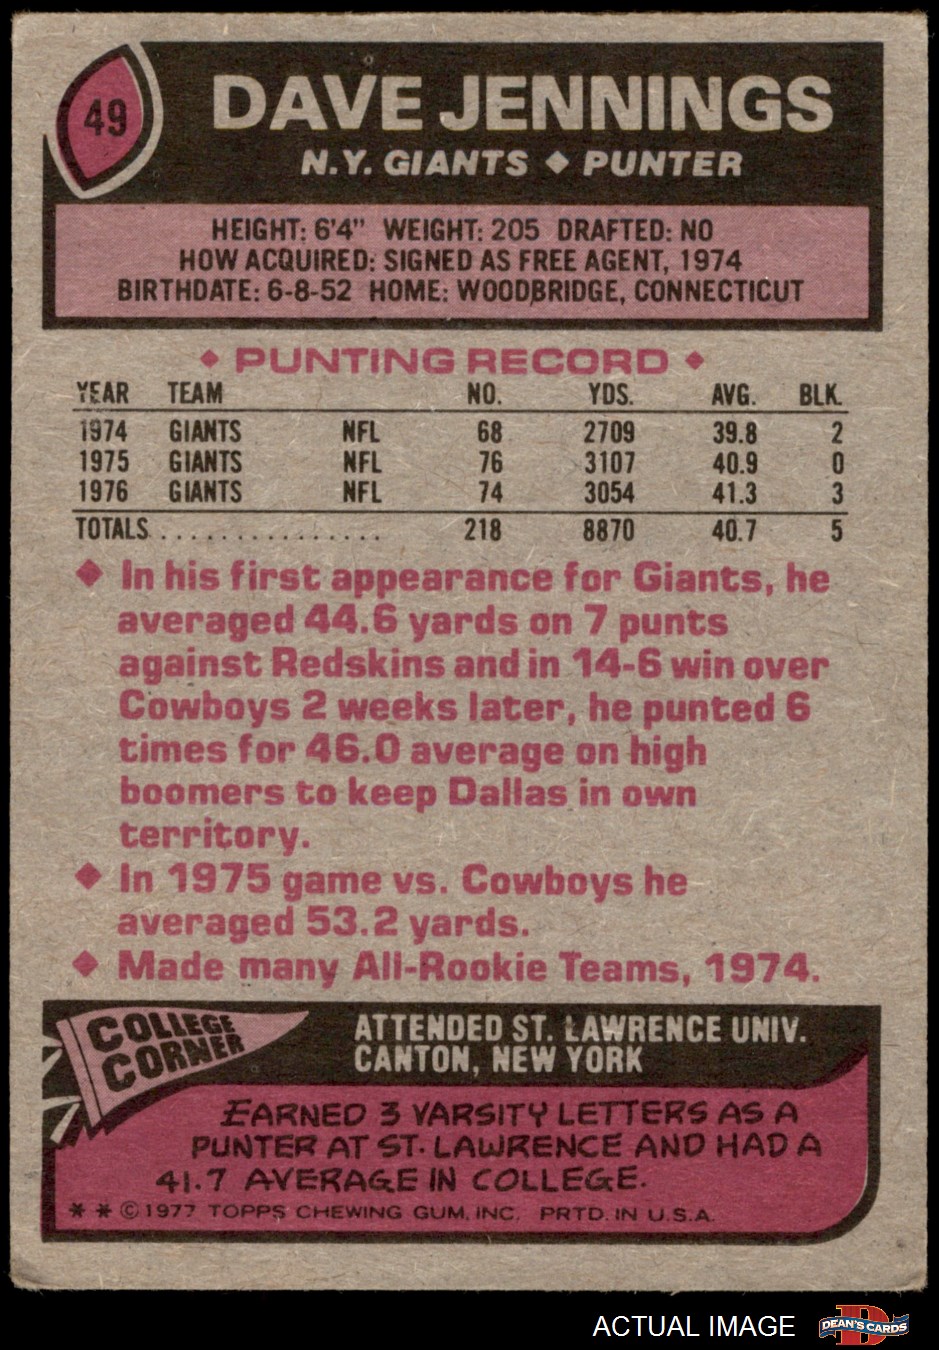 49
DAVE JENNINGS
N.Y. GIANTS ◆ PUNTER
HEIGHT: 6'4" WEIGHT: 205 DRAFTED: NO
HOW ACQUIRED: SIGNED AS FREE AGENT, 1974
BIRTHDATE: 6-8-52 HOME: WOODBRIDGE, CONNECTICUT
◆ PUNTING RECORD ◆
YEAR TEAM NO. YDS. AVG. BLK.
1974 GIANTS NFL 68 2709 39.8 2
1975 GIANTS NFL 76 3107 40.9 0
1976 GIANTS NFL 74 3054 41.3 3
TOTALS . . . . . . . . . . . . . . . 218 8870 40.7 5
◆ In his first appearance for Giants, he
averaged 44.6 yards on 7 punts
against Redskins and in 14-6 win over
Cowboys 2 weeks later, he punted 6
times for 46.0 average on high
boomers to keep Dallas in own
territory.
◆ In 1975 game vs. Cowboys he
averaged 53.2 yards.
◆ Made many All-Rookie Teams, 1974.
COLLEGE
CORNER
ATTENDED ST. LAWRENCE UNIV.
CANTON, NEW YORK
EARNED 3 VARSITY LETTERS AS A
PUNTER AT ST. LAWRENCE AND HAD A
41.7 AVERAGE IN COLLEGE.
* * © 1977 TOPPS CHEWING GUM, INC. PRTD. IN U.S.A.
ACTUAL IMAGE
D
DEAN'S CARDS